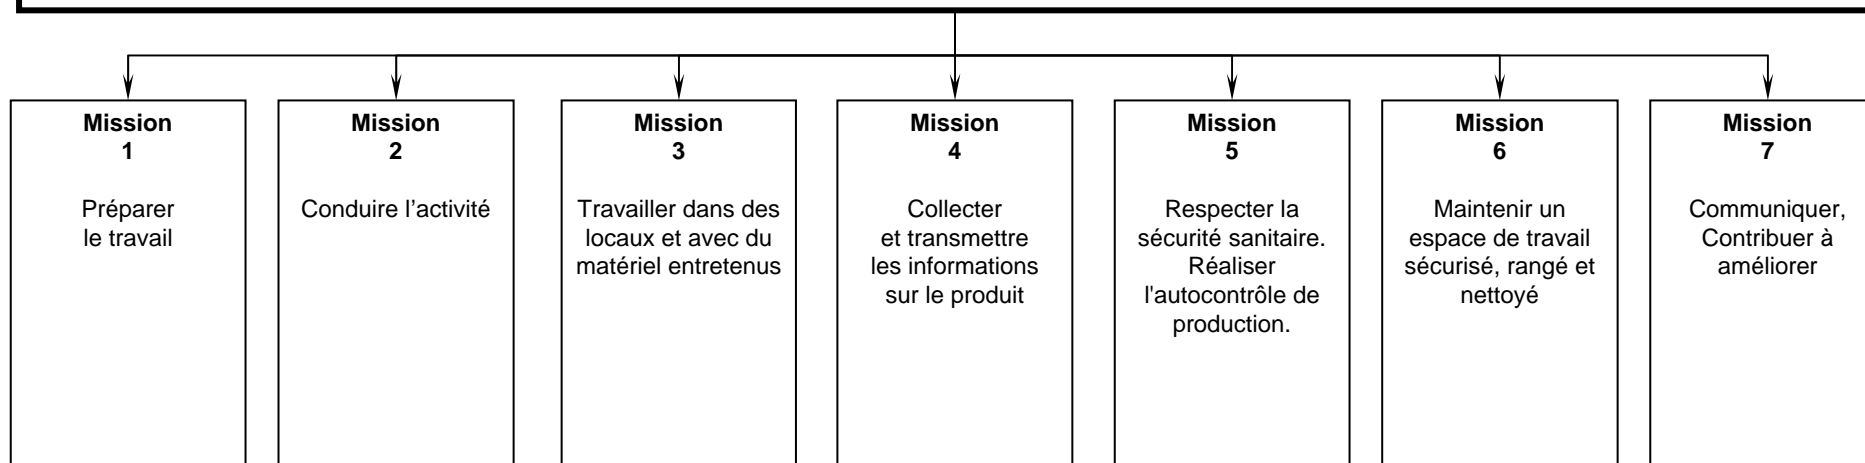 Mission
1
Préparer
le travail
Mission
2
Conduire l’activité
Mission
3
Travailler dans des
locaux et avec du
matériel entretenus
Mission
4
Collecter
et transmettre
les informations
sur le produit
Mission
5
Respecter la
sécurité sanitaire.
Réaliser
l'autocontrôle de
production.
Mission
6
Maintenir un
espace de travail
sécurisé, rangé et
nettoyé
Mission
7
Communiquer,
Contribuer à
améliorer